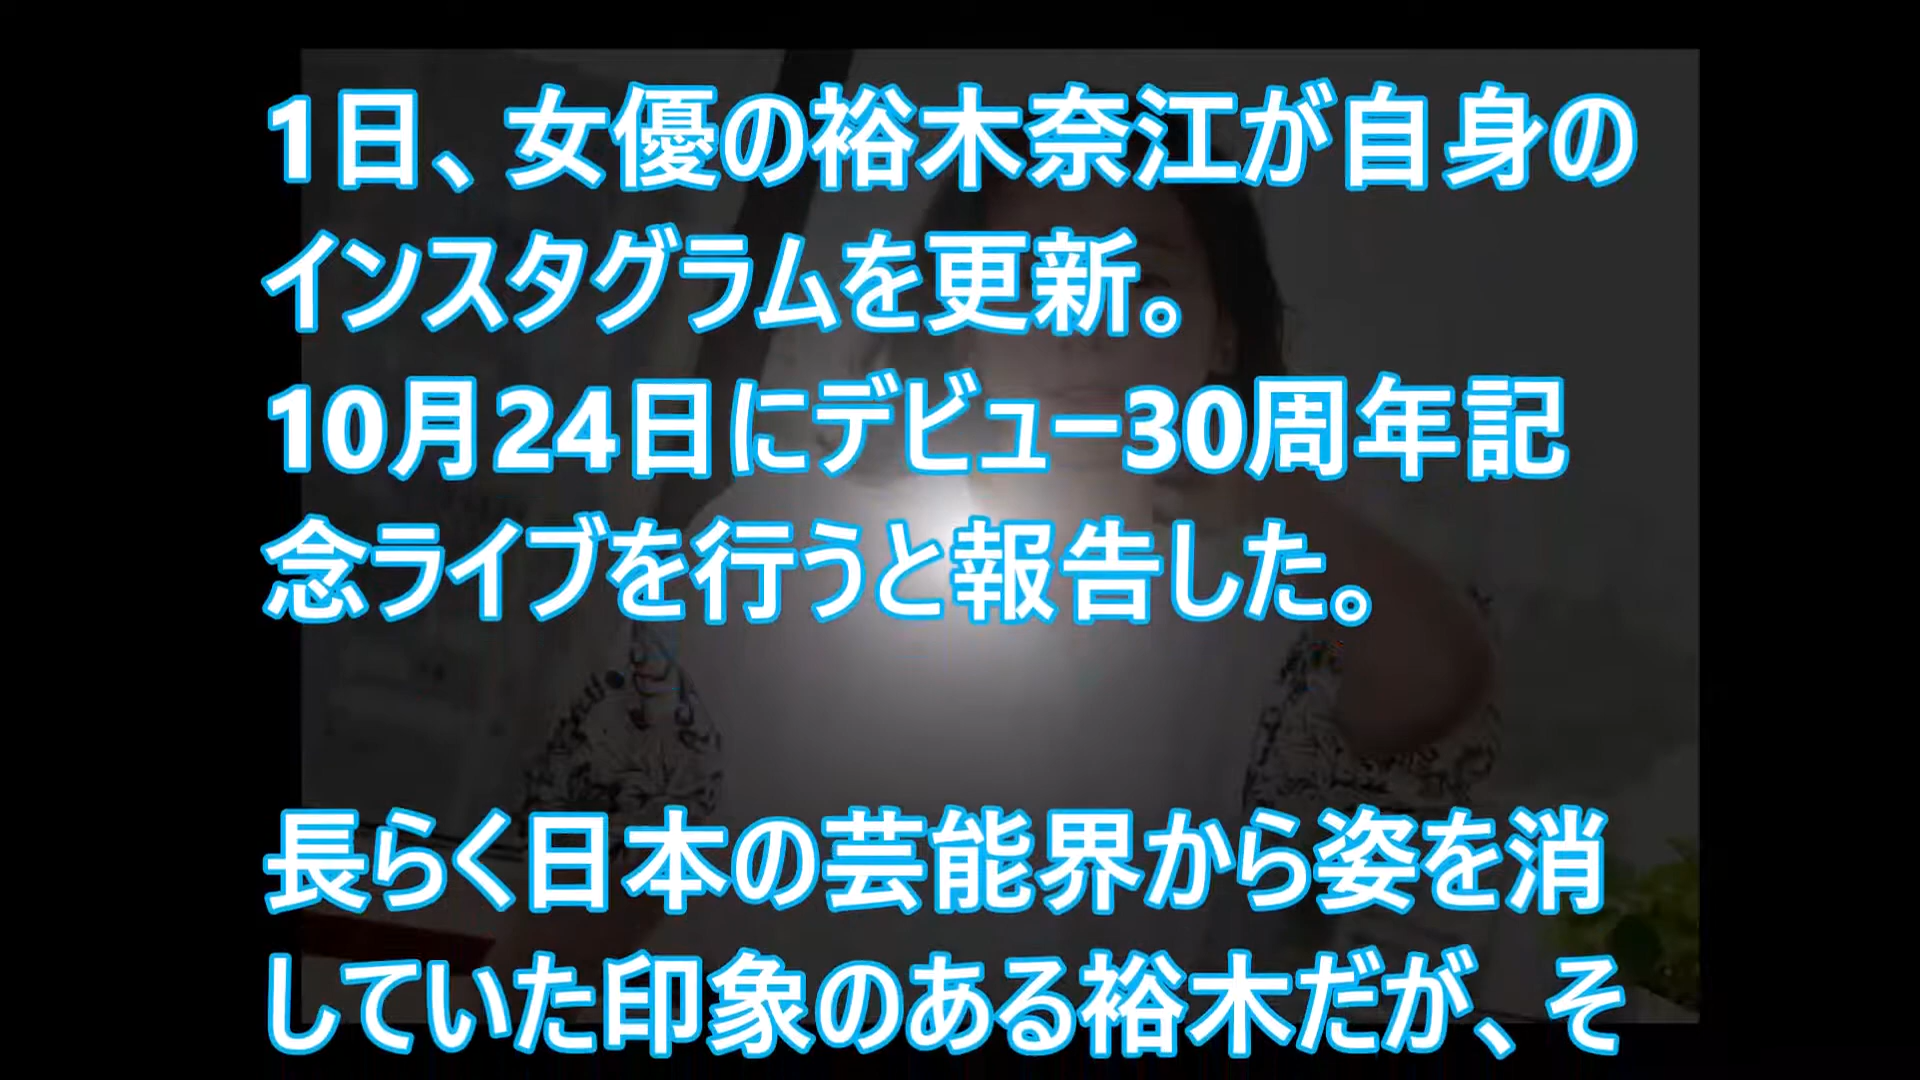 1日、女優の裕木奈江が自身の
インスタグラムを更新。
10月24日にデビュー30周年記
念ライブを行うと報告した。
長らく日本の芸能界から姿を消
していた印象のある裕木だが、そ